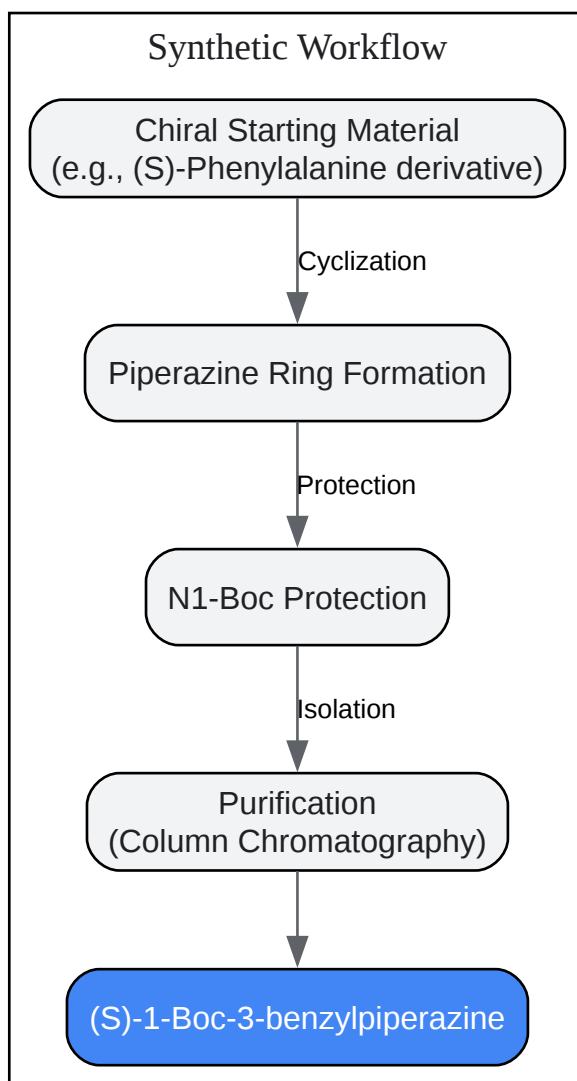 Synthetic Workflow
Chiral Starting Material
(e.g., (S)-Phenylalanine derivative)
Cyclization
Piperazine Ring Formation
Protection
N1-Boc Protection
Isolation
Purification
(Column Chromatography)
(S)-1-Boc-3-benzylpiperazine